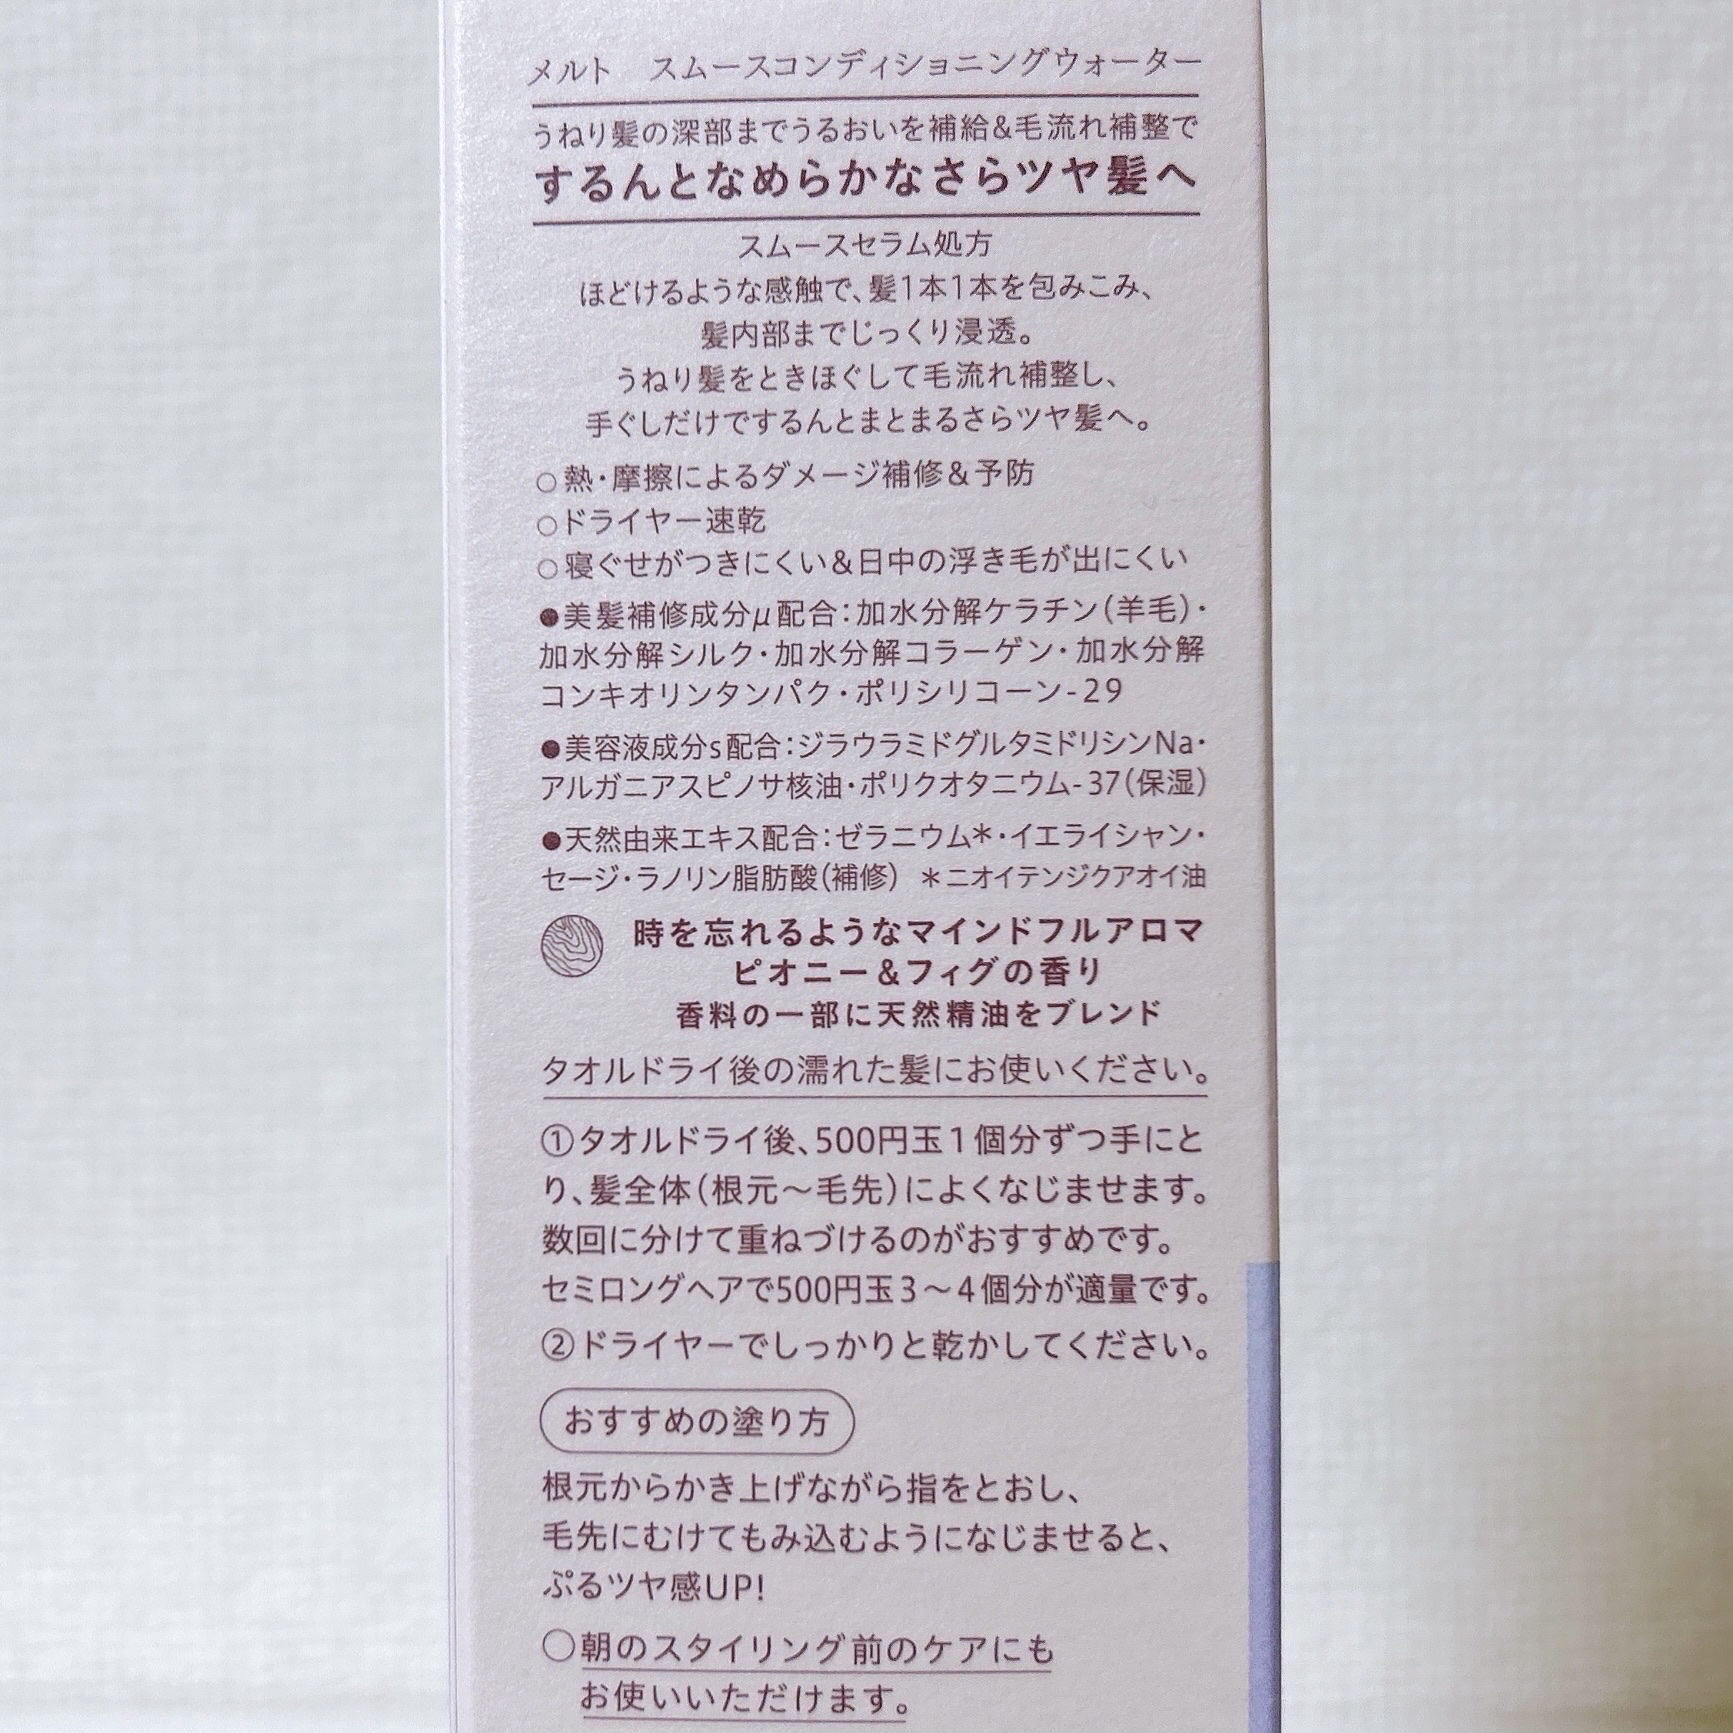 メルト　スムースコンディショニングウォーター
うねり髪の深部までうるおいを補給&毛流れ補整で
するんとなめらかなさらツヤ髪へ
スムースセラム処方
ほどけるような感触で、髪1本1本を包みこみ、
髪内部までじっくり浸透。
うねり髪をときほぐして毛流れ補整し、
手ぐしだけでするんとまとまるさらツヤ髪へ。
○熱・摩擦によるダメージ補修&予防
○ドライヤー速乾
○寝ぐせがつきにくい&日中の浮き毛が出にくい
●美髪補修成分μ配合：加水分解ケラチン（羊毛）・
加水分解シルク・加水分解コラーゲン・加水分解
コンキオリンタンパク・ポリシリコーン-29
●美容液成分s配合：ジラウラミドグルタミドリシンNa・
アルガニアスピノサ核油・ポリクオタニウム-37（保湿）
●天然由来エキス配合：ゼラニウム＊・イエライシャン・
セージ・ラノリン脂肪酸（補修）　＊ニオイテンジクアオイ油
時を忘れるようなマインドフルアロマ
ピオニー&フィグの香り
香料の一部に天然精油をブレンド
タオルドライ後の濡れた髪にお使いください。
①タオルドライ後、500円玉1個分ずつ手にと
り、髪全体（根元～毛先）によくなじませます。
数回に分けて重ねづけるのがおすすめです。
セミロングヘアで500円玉3～4個分が適量です。
②ドライヤーでしっかりと乾かしてください。
おすすめの塗り方
根元からかき上げながら指をとおし、
毛先にむけてもみ込むようになじませると、
ぷるツヤ感UP!
○朝のスタイリング前のケアにも
お使いいただけます。